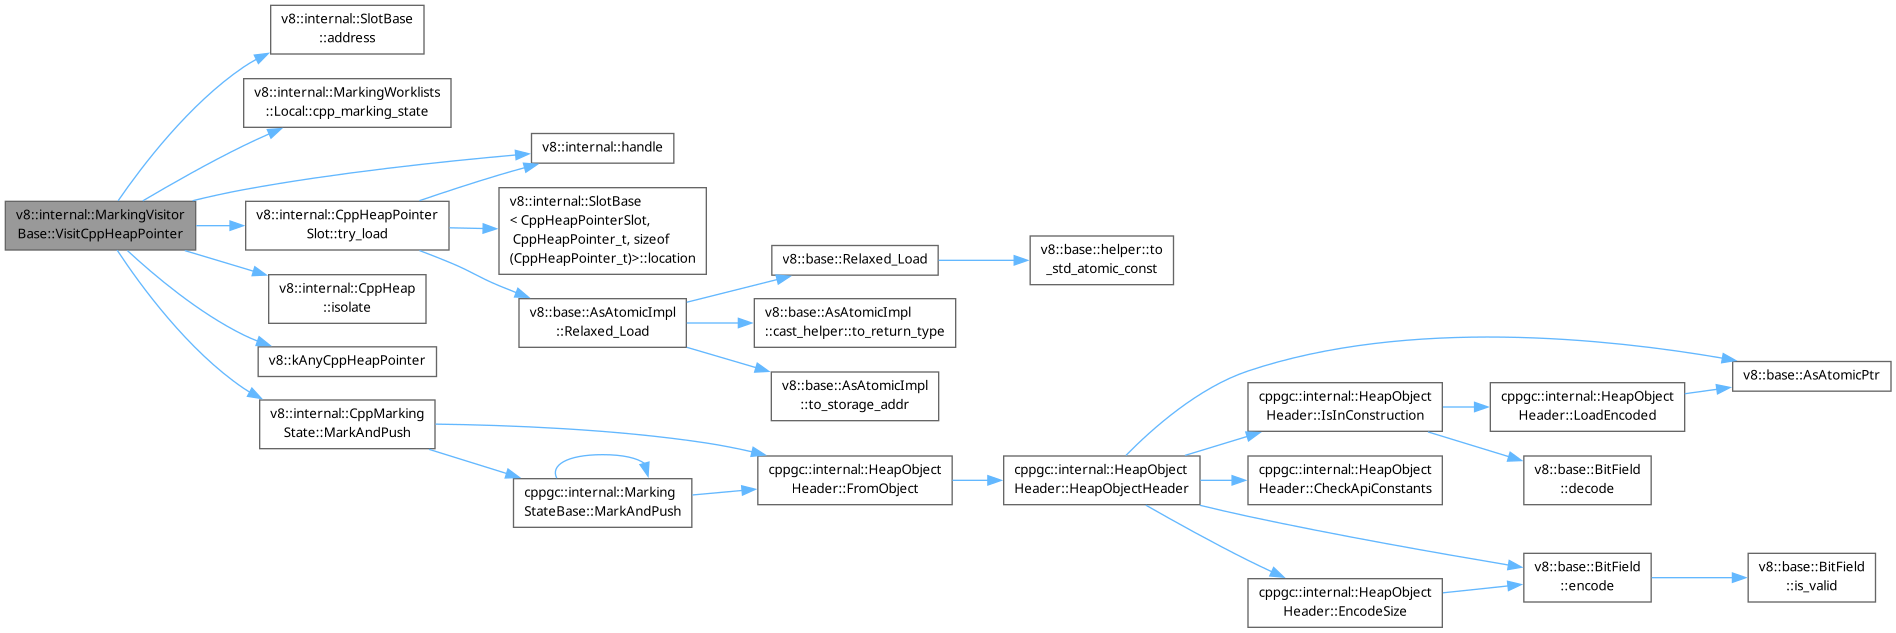 v8::internal::MarkingVisitor
Base::VisitCppHeapPointer
v8::internal::SlotBase
::address
v8::internal::MarkingWorklists
::Local::cpp_marking_state
v8::internal::handle
v8::internal::CppHeapPointer
Slot::try_load
v8::internal::SlotBase
< CppHeapPointerSlot,
CppHeapPointer_t, sizeof
(CppHeapPointer_t)>::location
v8::base::AsAtomicImpl
::Relaxed_Load
v8::base::Relaxed_Load
v8::base::helper::to
_std_atomic_const
v8::base::AsAtomicImpl
::cast_helper::to_return_type
v8::base::AsAtomicImpl
::to_storage_addr
v8::internal::CppHeap
::isolate
v8::kAnyCppHeapPointer
v8::internal::CppMarking
State::MarkAndPush
cppgc::internal::Marking
StateBase::MarkAndPush
cppgc::internal::HeapObject
Header::FromObject
cppgc::internal::HeapObject
Header::HeapObjectHeader
cppgc::internal::HeapObject
Header::IsInConstruction
cppgc::internal::HeapObject
Header::LoadEncoded
v8::base::AsAtomicPtr
cppgc::internal::HeapObject
Header::CheckApiConstants
v8::base::BitField
::decode
cppgc::internal::HeapObject
Header::EncodeSize
v8::base::BitField
::encode
v8::base::BitField
::is_valid